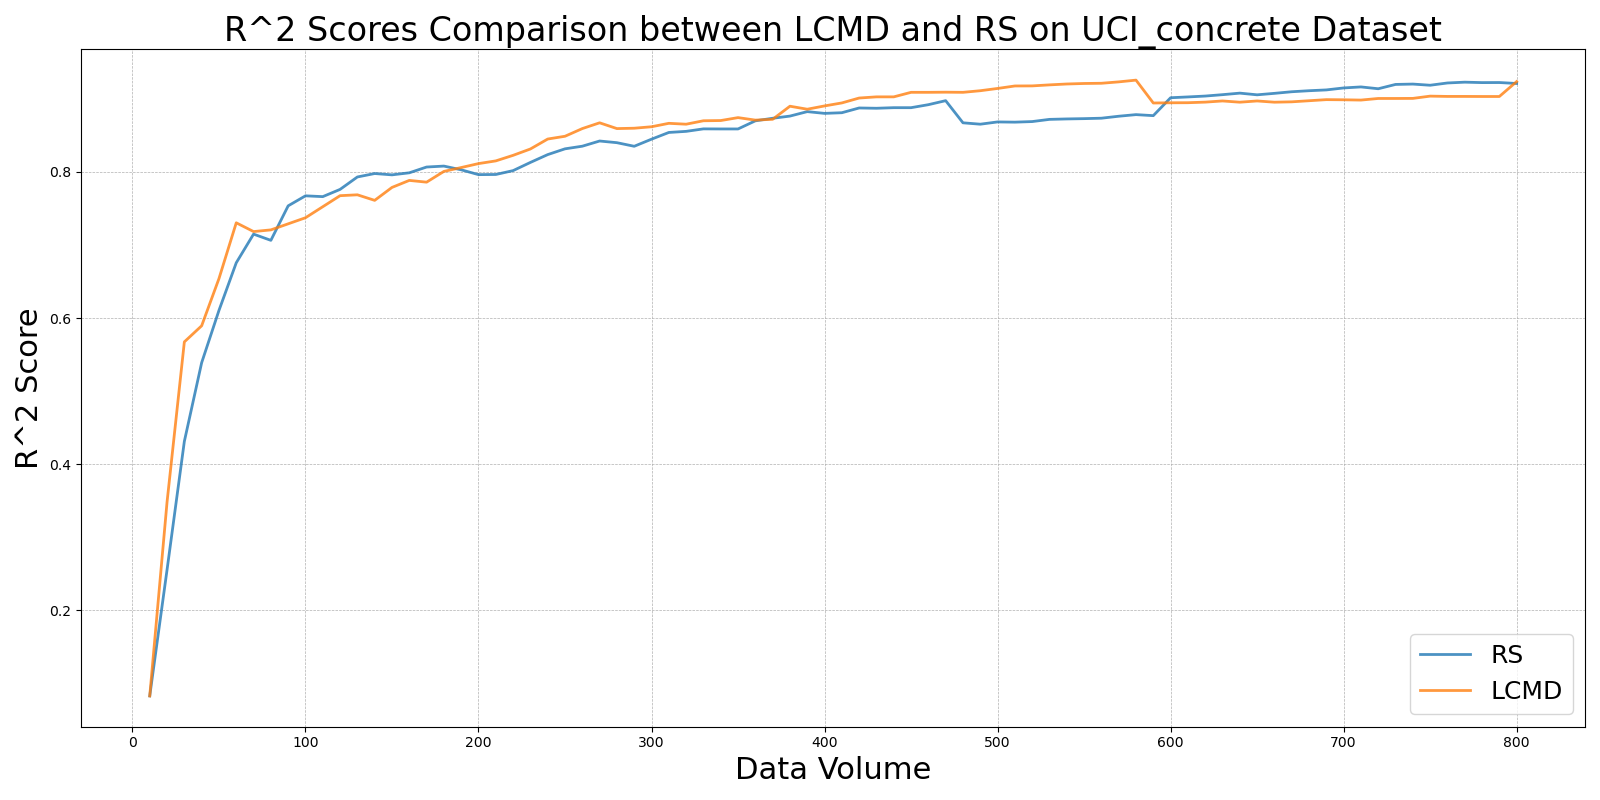 R^2 Scores Comparison between LCMD and RS on UCI_concrete Dataset
R^2 Score
0.8
0.6
0.4
0.2
0 100 200 300 400 500 600 700 800
Data Volume
RS
LCMD